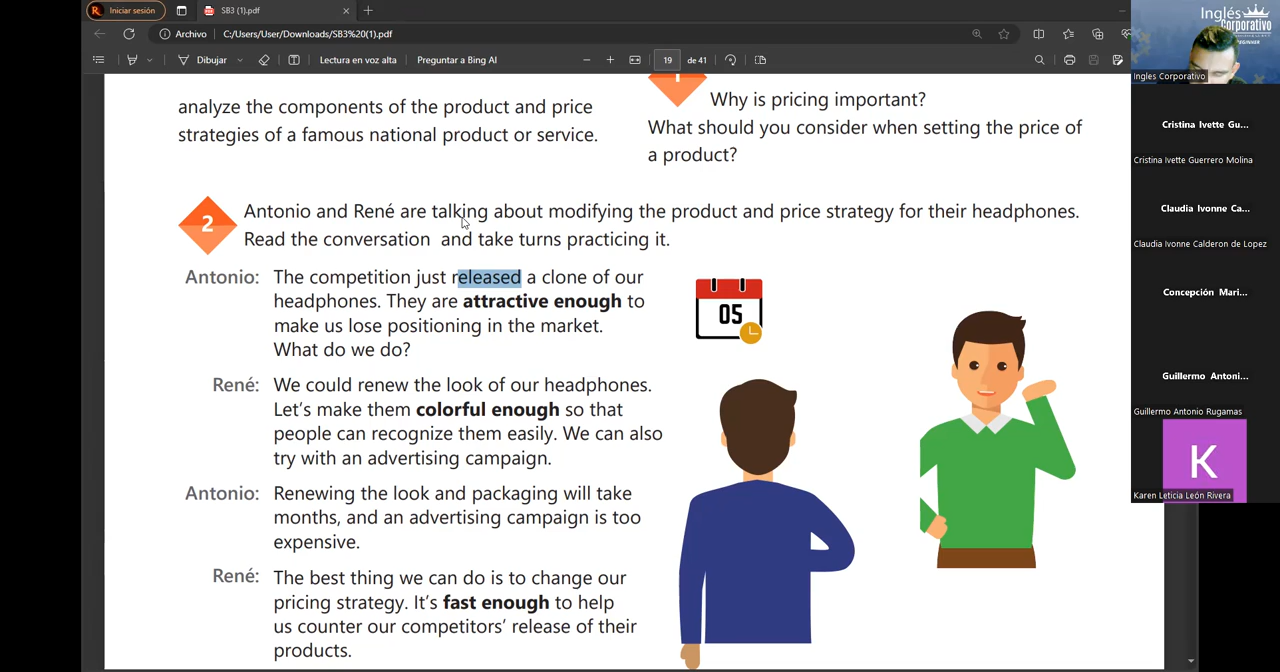 Iniciar sesión
SB3 (1).pdf
Archivo
C:/Users/User/Downloads/SB3%20(1).pdf
Dibujar
Lectura en voz alta
Preguntar a Bing AI
19
de 41
analyze the components of the product and price
strategies of a famous national product or service.
1
Why is pricing important?
What should you consider when setting the price of
a product?
2
Antonio and René are talking about modifying the product and price strategy for their headphones.
Read the conversation and take turns practicing it.
Antonio: The competition just released a clone of our
headphones. They are attractive enough to
make us lose positioning in the market.
What do we do?
René: We could renew the look of our headphones.
Let's make them colorful enough so that
people can recognize them easily. We can also
try with an advertising campaign.
Antonio: Renewing the look and packaging will take
months, and an advertising campaign is too
expensive.
René: The best thing we can do is to change our
pricing strategy. It's fast enough to help
us counter our competitors' release of their
products.
05
Inglés
Corporativo
Ingles Corporativo
Cristina Ivette Gu...
Cristina Ivette Guerrero Molina
Claudia Ivonne Ca...
Claudia Ivonne Calderon de Lopez
Concepción Mari...
Guillermo Antoni...
Guillermo Antonio Rugamas
K
Karen Leticia León Rivera